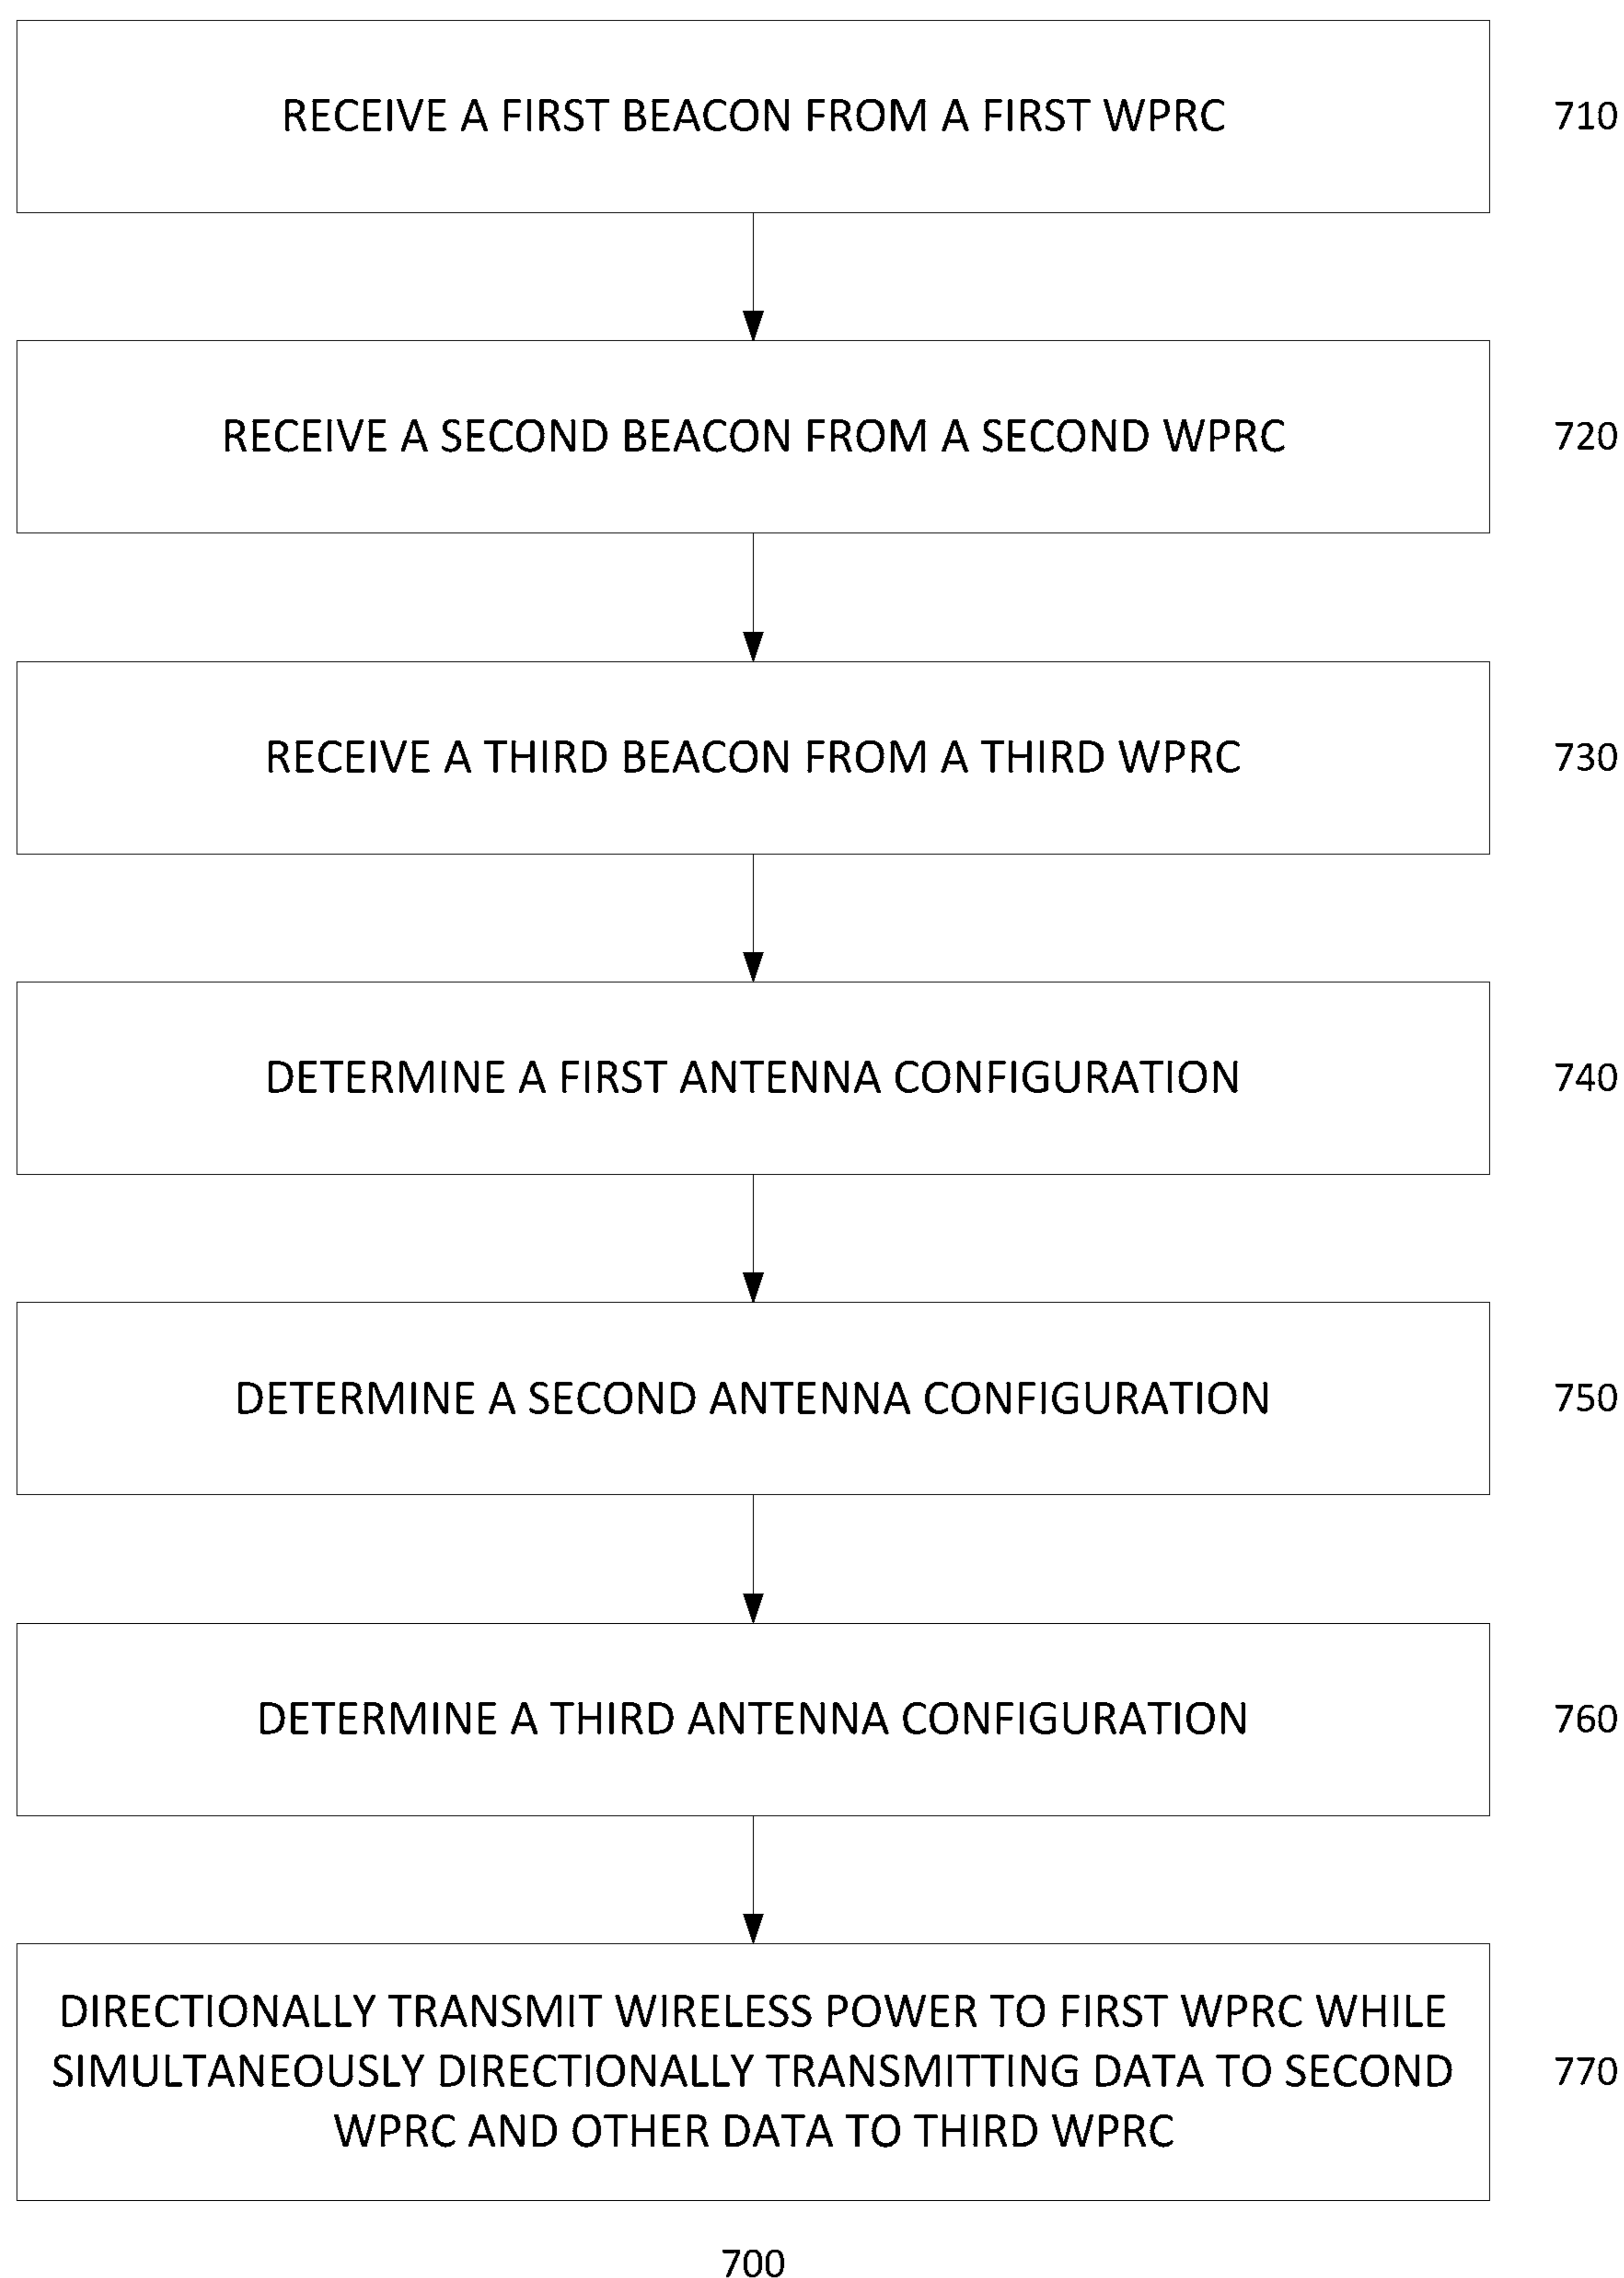 RECEIVE A FIRST BEACON FROM A FIRST WPRC
710
RECEIVE A SECOND BEACON FROM A SECOND WPRC
720
RECEIVE A THIRD BEACON FROM A THIRD WPRC
730
DETERMINE A FIRST ANTENNA CONFIGURATION
740
DETERMINE A SECOND ANTENNA CONFIGURATION
750
DETERMINE A THIRD ANTENNA CONFIGURATION
760
DIRECTIONALLY TRANSMIT WIRELESS POWER TO FIRST WPRC WHILE
SIMULTANEOUSLY DIRECTIONALLY TRANSMITTING DATA TO SECOND
WPRC AND OTHER DATA TO THIRD WPRC
770
700